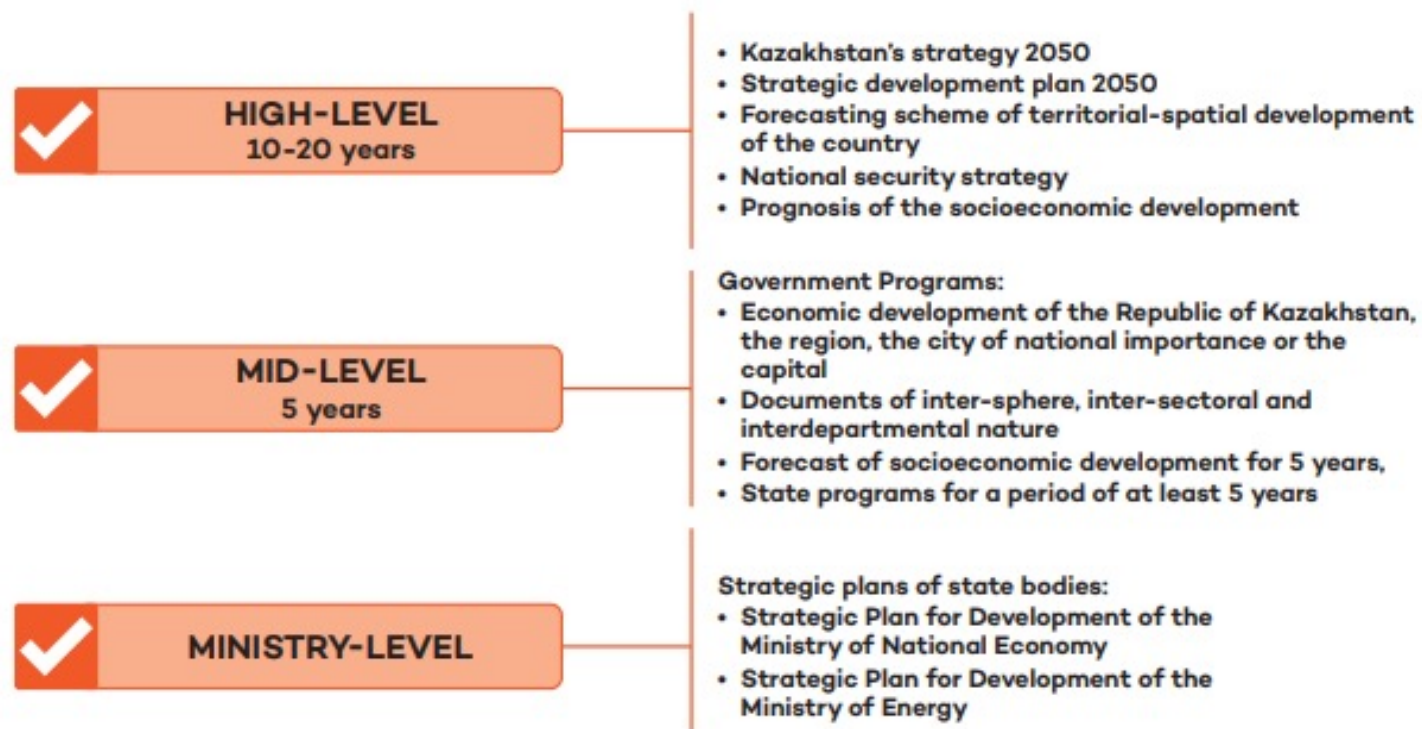 HIGH-LEVEL
10-20 years
• Kazakhstan's strategy 2050
• Strategic development plan 2050
• Forecasting scheme of territorial-spatial development
of the country
• National security strategy
• Prognosis of the socioeconomic development
MID-LEVEL
5 years
Government Programs:
• Economic development of the Republic of Kazakhstan,
the region, the city of national importance or the
capital
• Documents of inter-sphere, inter-sectoral and
interdepartmental nature
• Forecast of socioeconomic development for 5 years,
• State programs for a period of at least 5 years
MINISTRY-LEVEL
Strategic plans of state bodies:
• Strategic Plan for Development of the
Ministry of National Economy
• Strategic Plan for Development of the
Ministry of Energy